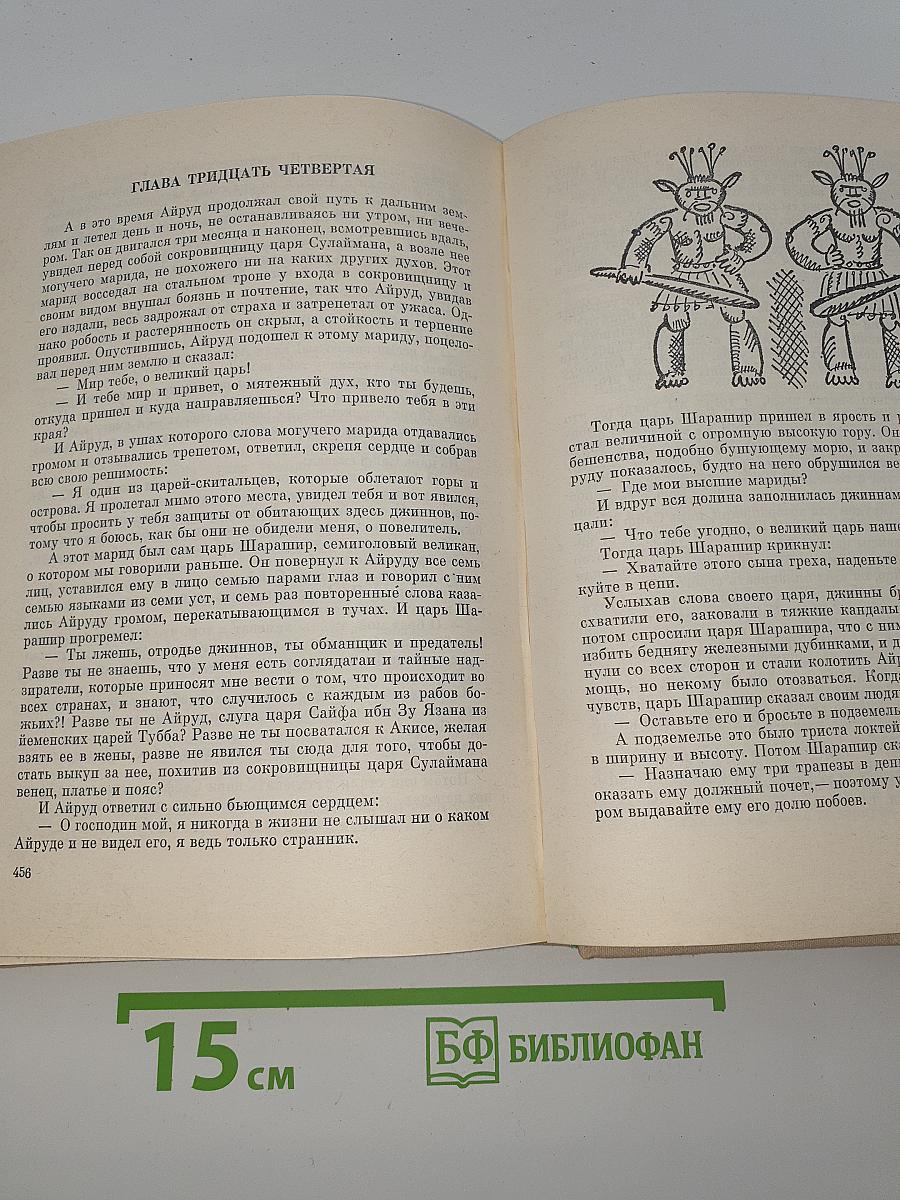 ГЛАВА ТРИДЦАТЬ ЧЕТВЕРТАЯ
А в это время Айруд продолжал свой путь к дальним зем-
лям и летел день и ночь, не останавливаясь ни утром, ни вече-
ром. Так он двигался три месяца и наконец, всмотревшись вдаль,
увидел перед собой сокровищницу царя Сулаймана, а возле нее
могучего марида, не похожего ни на каких других духов. Этот
марид восседал на стальном троне у входа в сокровищницу и
своим видом внушал боязнь и почтение, так что Айруд, увидав
его издали, весь задрожал от страха и затрепетал от ужаса. Од-
нако робость и растерянность он скрыл, а стойкость и терпение
проявил. Опустившись, Айруд подошел к этому мариду, поцело-
вал перед ним землю и сказал:
— Мир тебе, о великий царь!
— И тебе мир и привет, о мятежный дух, кто ты будешь,
откуда пришел и куда направляешься? Что привело тебя в эти
края?
И Айруд, в ушах которого слова могучего марида отдавались
громом и отзывались трепетом, ответил, скрепя сердце и собрав
всю свою решимость:
— Я один из царей-скитальцев, которые облетают горы и
острова. Я пролетал мимо этого места, увидел тебя и вот явился,
чтобы просить у тебя защиты от обитающих здесь джиннов, по-
тому что я боюсь, как бы они не обидели меня, о повелитель.
А этот марид был сам царь Шарашир, семиголовый великан,
о котором мы говорили раньше. Он повернул к Айруду все семь
лиц, уставился ему в лицо семью парами глаз и говорил с ним
семью языками из семи уст, и семь раз повторенные слова каза-
лись Айруду громом, перекатывающимся в тучах. И царь Ша-
рашир прогремел:
— Ты лжешь, отродье джиннов, ты обманщик и предатель!
Разве ты не знаешь, что у меня есть соглядатаи и тайные над-
зиратели, которые приносят мне вести о том, что происходит во
всех странах, и знают, что случилось с каждым из рабов бо-
жьих?! Разве ты не Айруд, слуга царя Сайфа ибн Зу Язана из
йеменских царей Тубба? Разве не ты посватался к Акисе, желая
взять ее в жены, разве не явился ты сюда для того, чтобы до-
стать выкуп за нее, похитив из сокровищницы царя Сулаймана
венец, платье и пояс?
И Айруд ответил с сильно бьющимся сердцем:
— О господин мой, я никогда в жизни не слышал ни о каком
Айруде и не видел его, я ведь только странник.
456
Тогда царь Шарашир пришел в ярость и
стал величиной с огромную высокую гору. Он
бешенства, подобно бушующему морю, и
руду показалось, будто на него обрушился
— Где мои высшие мариды?
И вдруг вся долина заполнилась
цали:
— Что тебе угодно, о великий царь
Тогда царь Шарашир крикнул:
— Хватайте этого сына греха, наденьте
куйте в цепи.
Услыхав слова своего царя, джинны
схватили его, заковали в тяжкие кандалы
потом спросили царя Шарашира, что с
избить беднягу железными дубинками, и
нули со всех сторон и стали колотить
мощь, но некому было отозваться.
чувств, царь Шарашир сказал своим
— Оставьте его и бросьте в
А подземелье это было триста локтей
в ширину и высоту. Потом Шарашир
— Назначаю ему три трапезы в
оказать ему должный почет,— поэтому
ром выдавайте ему его долю побоев.
15 см
БФ БИБЛИОФАН